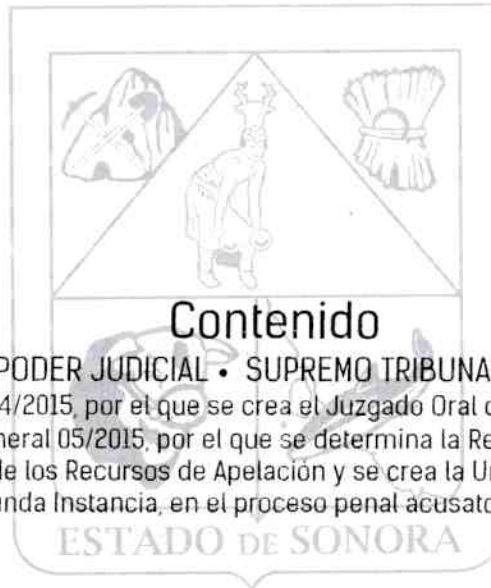 Contenido
PODER JUDICIAL • SUPREMO TRIBUNA
4/2015, por el que se crea el Juzgado Oral
neral 05/2015, por el que se determina la Re
de los Recursos de Apelación y se crea la
nda Instancia, en el proceso penal acusato
ESTADO DE SONORA